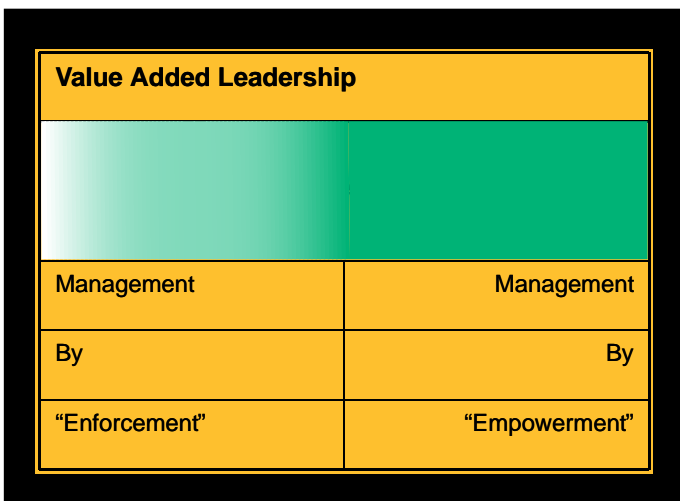 Value Added Leadership
Management Management
By By
“Enforcement” “Empowerment”